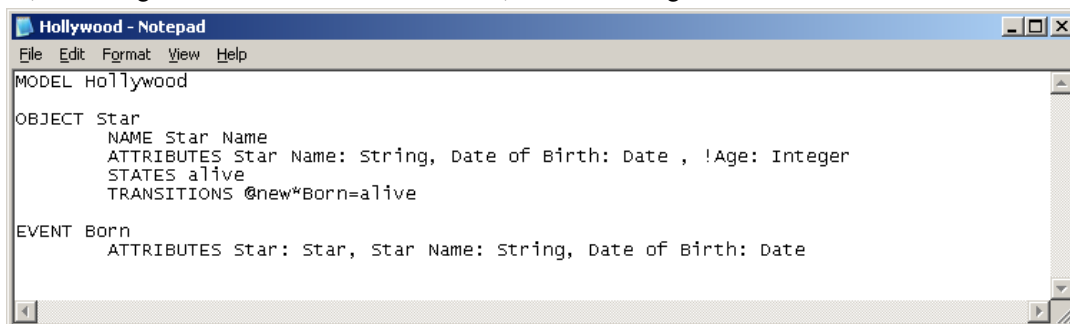 Hollywood - Notepad
File Edit Format View Help
MODEL Hollywood
OBJECT Star
NAME Star Name
ATTRIBUTES Star Name: String, Date of Birth: Date , !Age: Integer
STATES alive
TRANSITIONS @new*Born=alive
EVENT Born
ATTRIBUTES Star: Star, Star Name: String, Date of Birth: Date